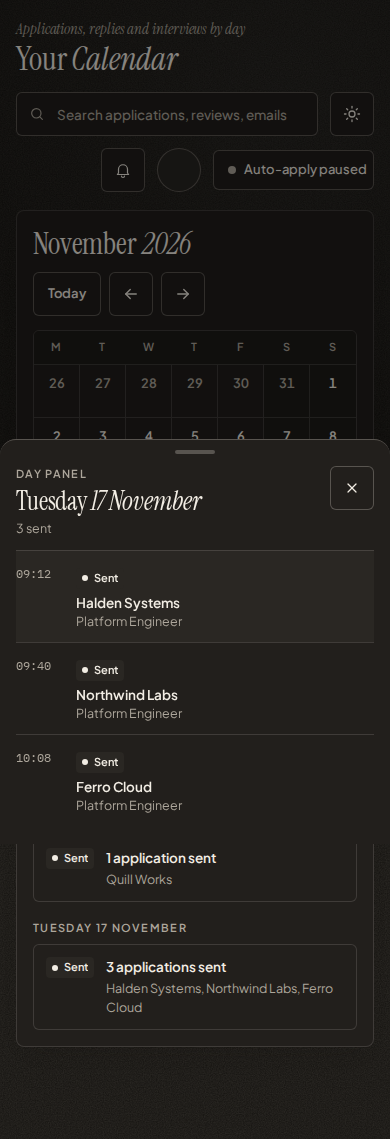 Applications, replies and interviews by day
Your Calendar
Search applications, reviews, emails
Auto-apply paused
November 2026
Today
M T W T F S S
26 27 28 29 30 31 1
2 3 4 5 6 7 8
DAY PANEL
Tuesday 17 November
3 sent
09:12 Sent
Halden Systems
Platform Engineer
09:40 Sent
Northwind Labs
Platform Engineer
10:08 Sent
Ferro Cloud
Platform Engineer
Sent 1 application sent
Quill Works
TUESDAY 17 NOVEMBER
Sent 3 applications sent
Halden Systems, Northwind Labs, Ferro
Cloud